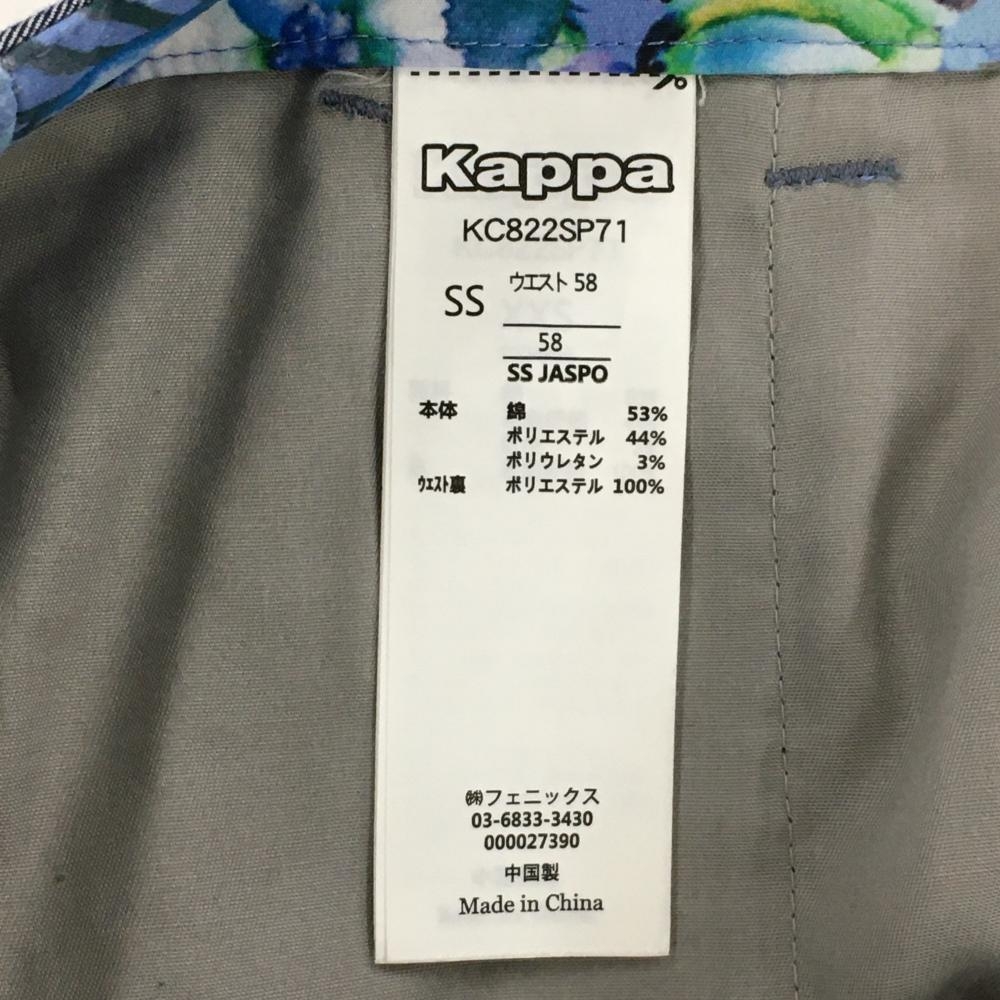 Kappa
KC822SP71
SS ウエスト 58
58
SS JASPO
本体 綿 53%
ポリエステル 44%
ポリウレタン 3%
ウエスト裏 ポリエステル 100%
㈱フェニックス
03-6833-3430
000027390
中国製
Made in China